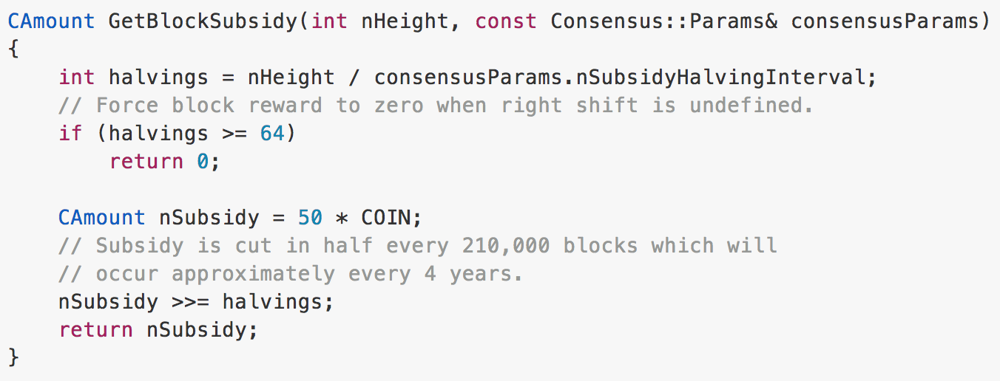 CAmount GetBlockSubsidy(int nHeight, const Consensus::Params& consensusParams)
{
    int halvings = nHeight / consensusParams.nSubsidyHalvingInterval;
    // Force block reward to zero when right shift is undefined.
    if (halvings >= 64)
        return 0;

    CAmount nSubsidy = 50 * COIN;
    // Subsidy is cut in half every 210,000 blocks which will
    // occur approximately every 4 years.
    nSubsidy >>= halvings;
    return nSubsidy;
}